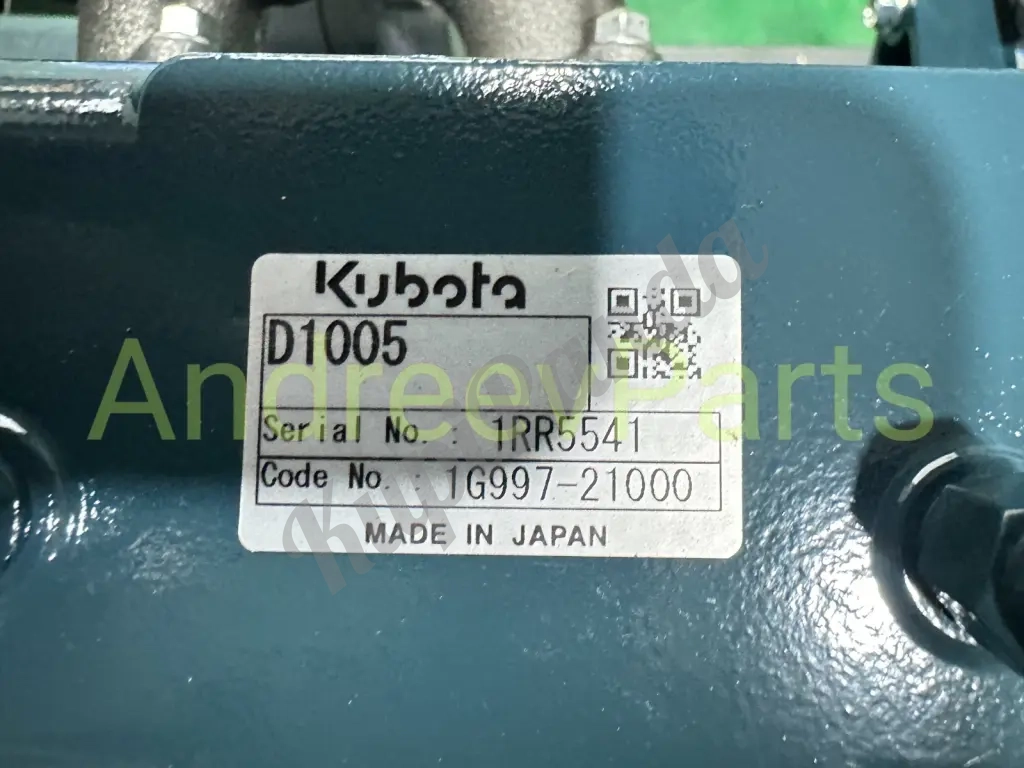 Kubota
D1005
AndreevParts
Serial No. : 1RR5541
Code No. : 1G997-21000
MADE IN JAPAN